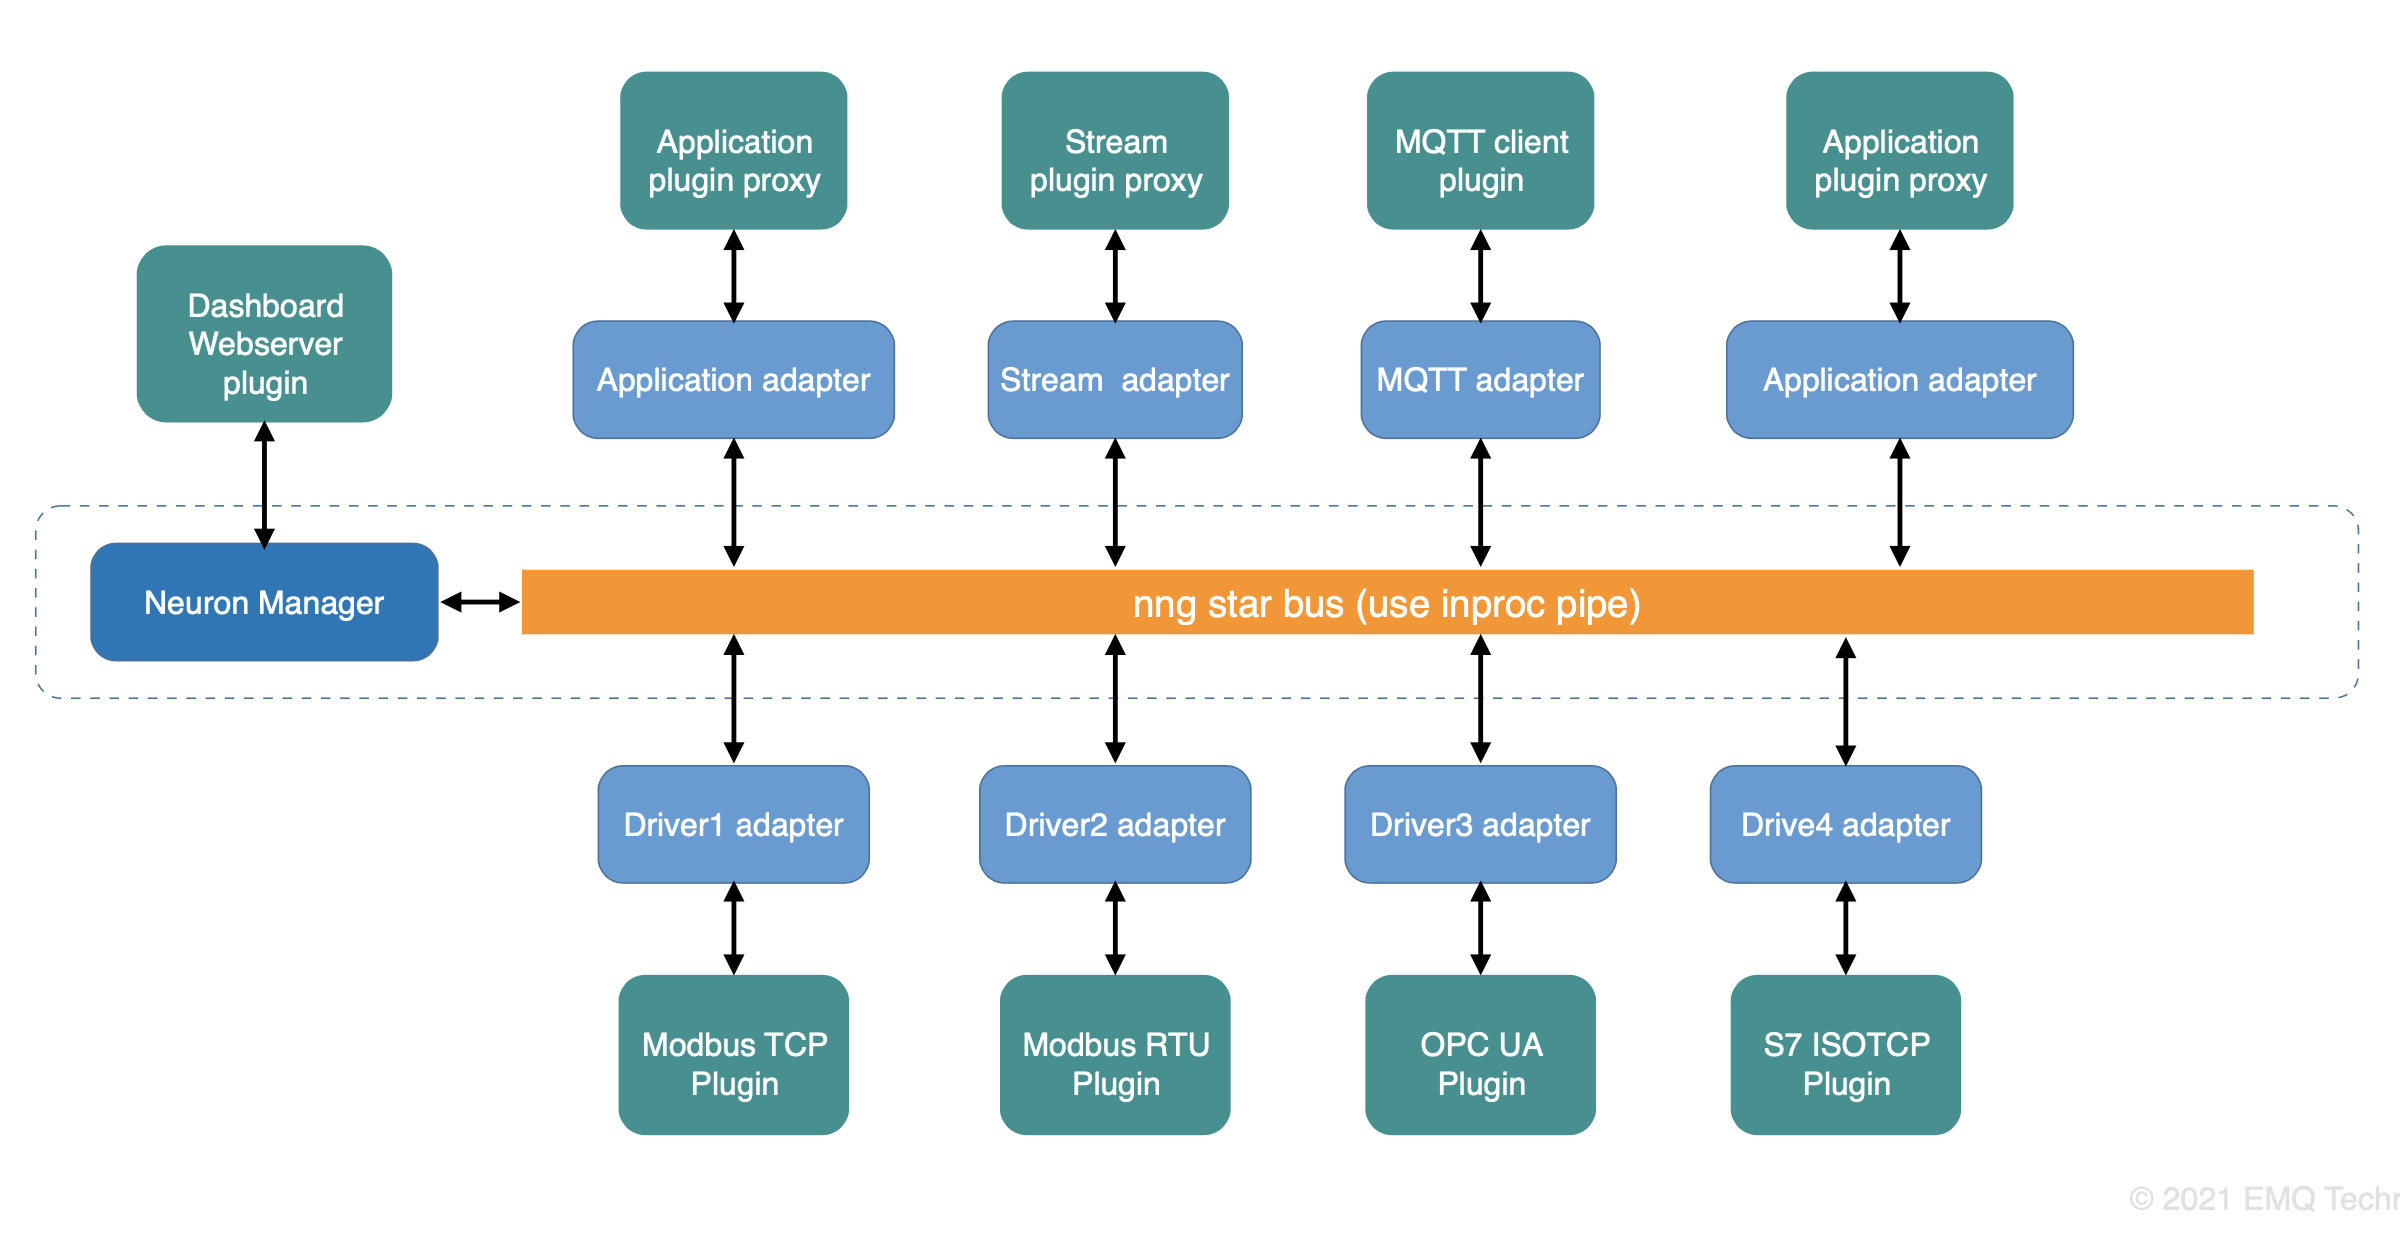 Application
plugin proxy
Stream
plugin proxy
MQTT client
plugin
Application
plugin proxy
Dashboard
Webserver
plugin
Application adapter
Stream adapter
MQTT adapter
Application adapter
Neuron Manager
nng star bus (use inproc pipe)
Driver1 adapter
Driver2 adapter
Driver3 adapter
Drive4 adapter
Modbus TCP
Plugin
Modbus RTU
Plugin
OPC UA
Plugin
S7 ISOTCP
Plugin
© 2021 EMQ